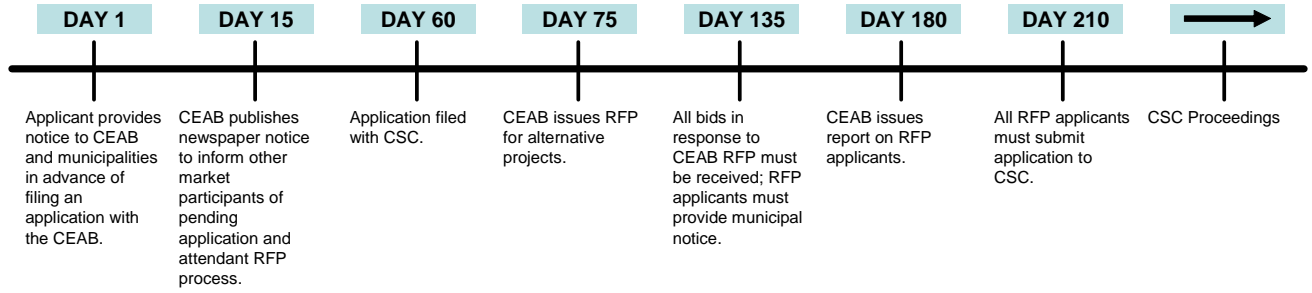 DAY 1
Applicant provides
notice to CEAB
and municipalities
in advance of
filing an
application with
the CEAB.
DAY 15
CEAB publishes
newspaper notice
to inform other
market
participants of
pending
application and
attendant RFP
process.
DAY 60
Application filed
with CSC.
DAY 75
CEAB issues RFP
for alternative
projects.
DAY 135
All bids in
response to
CEAB RFP must
be received; RFP
applicants must
provide municipal
notice.
DAY 180
CEAB issues
report on RFP
applicants.
DAY 210
All RFP applicants
must submit
application to
CSC.
CSC Proceedings